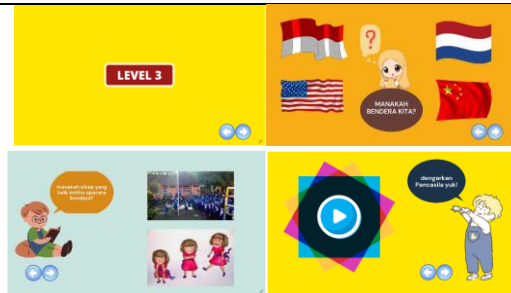 LEVEL 3
MANAKAH
BENDERA KITA?
manakah sikap yang
baik ketika upacara
bendera?
dengarkan
Pancasila yuk!